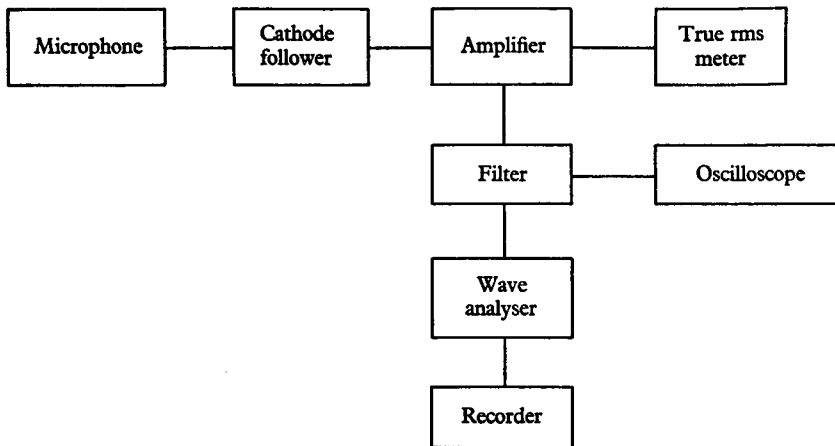 Microphone
Cathode
follower
Amplifier
True rms
meter
Filter
Oscilloscope
Wave
analyser
Recorder